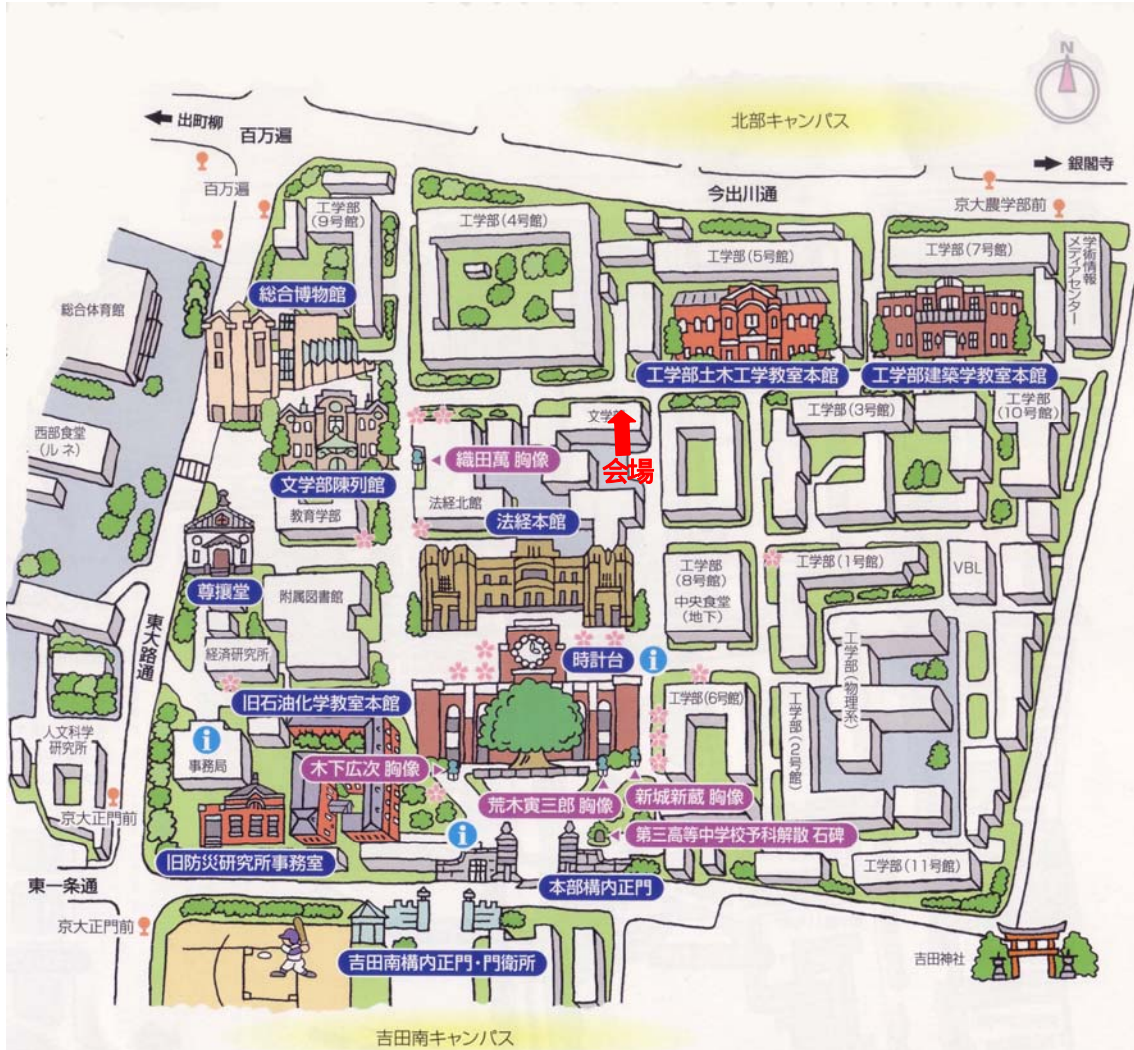 N
北部キャンパス
出町柳
百万遍
銀閣寺
百万遍
今出川通
京大農学部前
工学部
(9号館)
工学部(4号館)
工学部(5号館)
工学部(7号館)
学術情報
メディアセンター
総合博物館
総合体育館
工学部土木工学教室本館
工学部建築学教室本館
文学部
工学部(3号館)
工学部
(10号館)
西部食堂
(ルネ)
織田萬 胸像
会場
文学部陳列館
法経北館
法経本館
教育学部
工学部
(8号館)
中央食堂
(地下)
工学部(1号館)
VBL
尊攘堂
附属図書館
東大路通
経済研究所
時計台
i
工学部(物理系)
旧石油化学教室本館
工学部(6号館)
工学部(2号館)
人文科学
研究所
i
事務局
木下広次 胸像
荒木寅三郎 胸像
新城新蔵 胸像
京大正門前
i
第三高等中学校予科解散 石碑
旧防災研究所事務室
工学部(11号館)
東一条通
本部構内正門
京大正門前
吉田南構内正門・門衛所
吉田神社
吉田南キャンパス